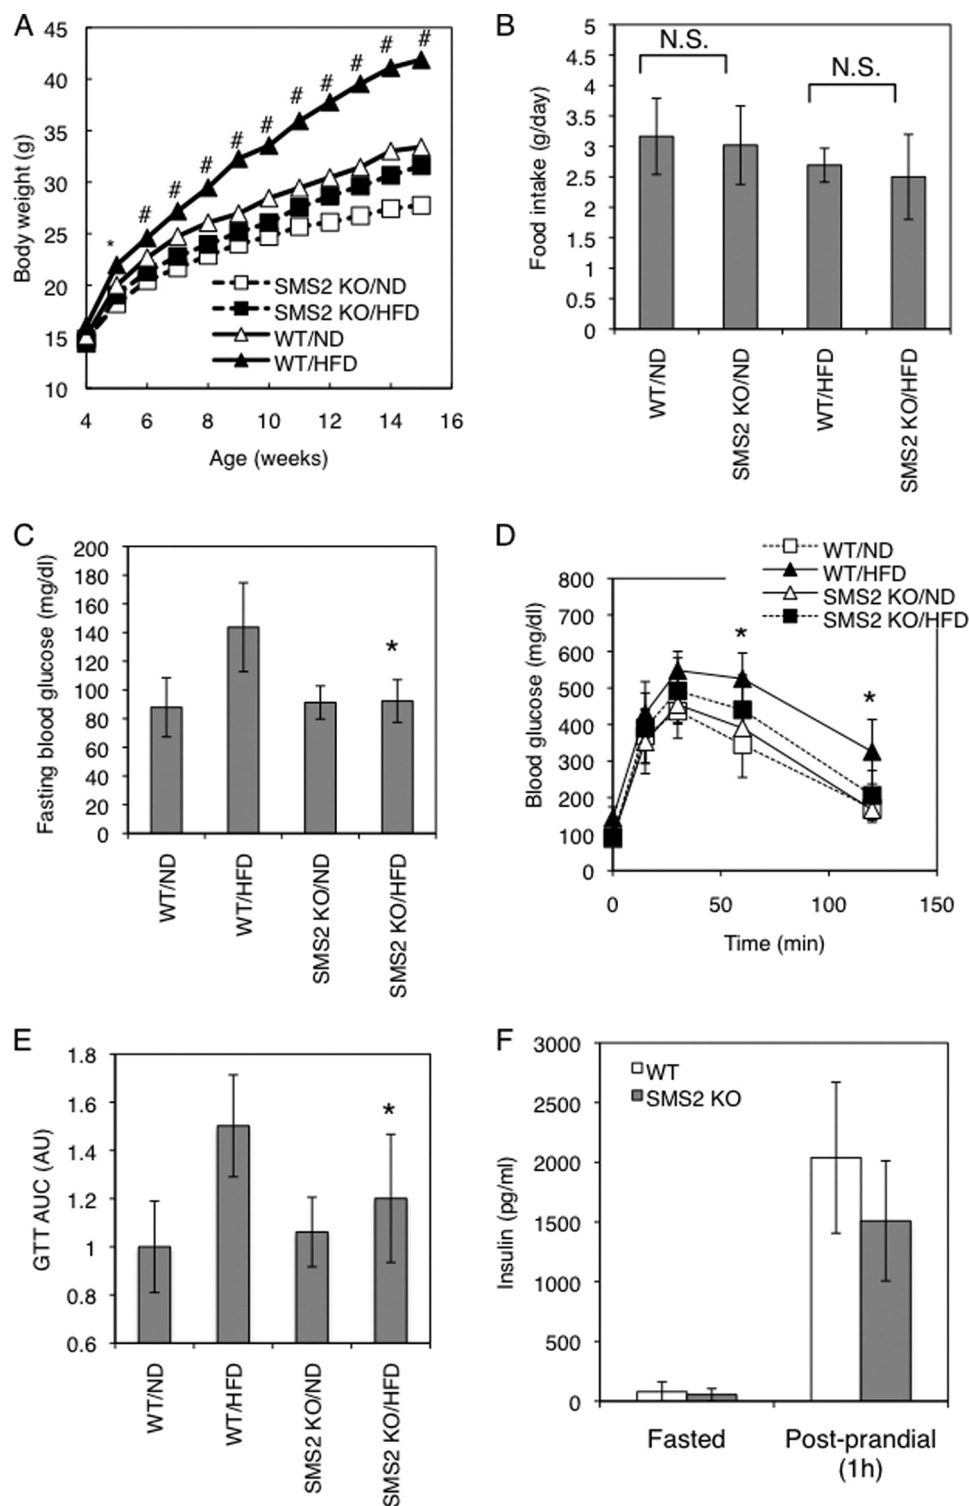 A
45
40
35
30
25
20
15
10
Body weight (g)
*
# # # # # # # # # #
SMS2 KO/ND
SMS2 KO/HFD
WT/ND
WT/HFD
4 6 8 10 12 14 16
Age (weeks)
B
5
4.5
4
3.5
3
2.5
2
1.5
1
0.5
0
Food intake (g/day)
N.S.
N.S.
WT/ND
SMS2 KO/ND
WT/HFD
SMS2 KO/HFD
C
200
180
160
140
120
100
80
60
40
20
0
Fasting blood glucose (mg/dl)
*
WT/ND
WT/HFD
SMS2 KO/ND
SMS2 KO/HFD
D
WT/ND
WT/HFD
SMS2 KO/ND
SMS2 KO/HFD
800
700
600
500
400
300
200
100
0
Blood glucose (mg/dl)
*
*
0 50 100 150
Time (min)
E
1.8
1.6
1.4
1.2
1
0.8
0.6
GTT AUC (AU)
*
WT/ND
WT/HFD
SMS2 KO/ND
SMS2 KO/HFD
F
3000
2500
2000
1500
1000
500
0
Insulin (pg/ml)
WT
SMS2 KO
Fasted
Post-prandial
(1h)